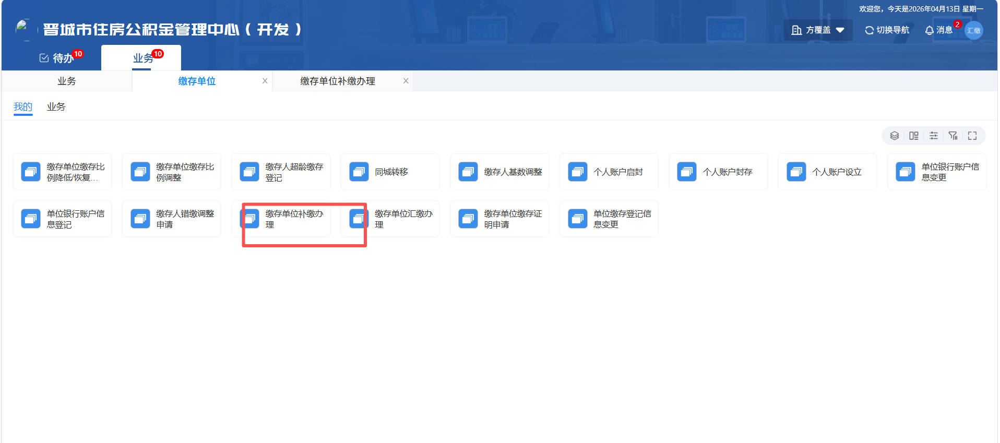 欢迎您，今天是2026年04月13日 星期一
晋城市住房公积金管理中心（开发）
方覆盖
切换导航
消息
2
汇缴
待办
10
业务
10
业务
缴存单位
缴存单位补缴办理
我的
业务
缴存单位缴存比
例降低/恢复...
缴存单位缴存比
例调整
缴存人超龄缴存
登记
同城转移
缴存人基数调整
个人账户启封
个人账户封存
个人账户设立
单位银行账户信
息变更
单位银行账户信
息登记
缴存人错缴调整
申请
缴存单位补缴办
理
缴存单位汇缴办
理
缴存单位缴存证
明申请
单位缴存登记信
息变更